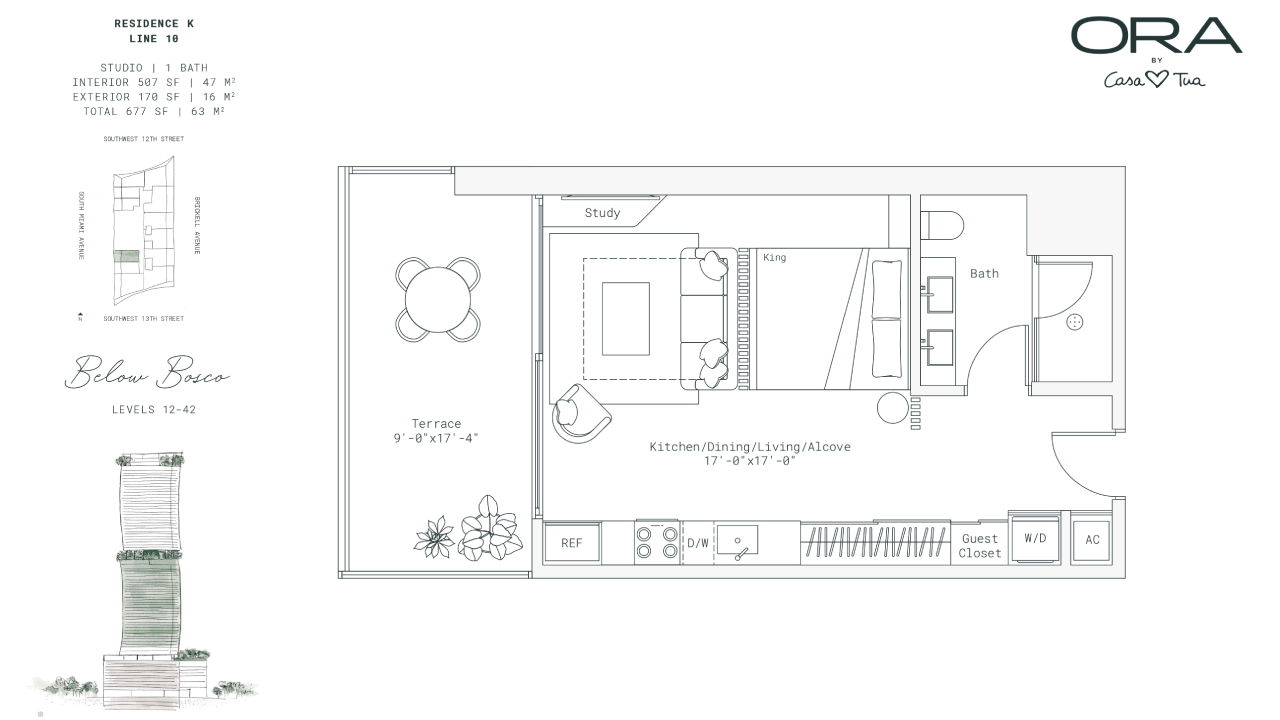 RESIDENCE K
LINE 10
STUDIO | 1 BATH
INTERIOR 507 SF | 47 M²
EXTERIOR 170 SF | 16 M²
TOTAL 677 SF | 63 M²
SOUTHWEST 12TH STREET
SOUTH MIAMI AVENUE
BRICKELL AVENUE
N
SOUTHWEST 13TH STREET
Below Bosco
LEVELS 12-42
ORA
BY
Casa Tua
Study
King
Bath
Terrace
9'-0"x17'-4"
Kitchen/Dining/Living/Alcove
17'-0"x17'-0"
REF
D/W
Guest
Closet
W/D
AC